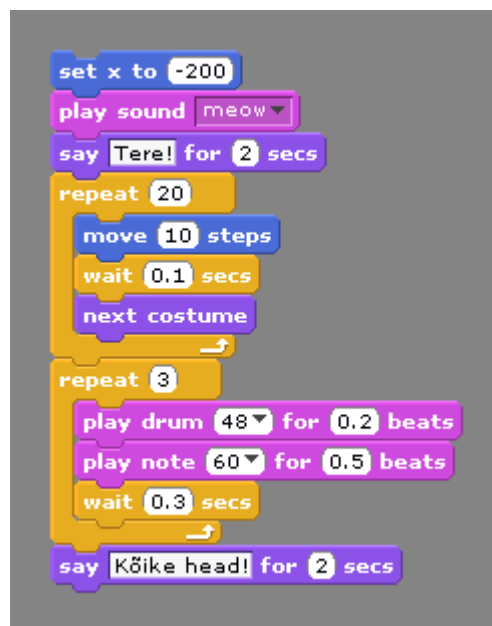 set x to -200
play sound meow
say Tere! for 2 secs
repeat 20
move 10 steps
wait 0.1 secs
next costume
repeat 3
play drum 48 for 0.2 beats
play note 60 for 0.5 beats
wait 0.3 secs
say Kõike head! for 2 secs